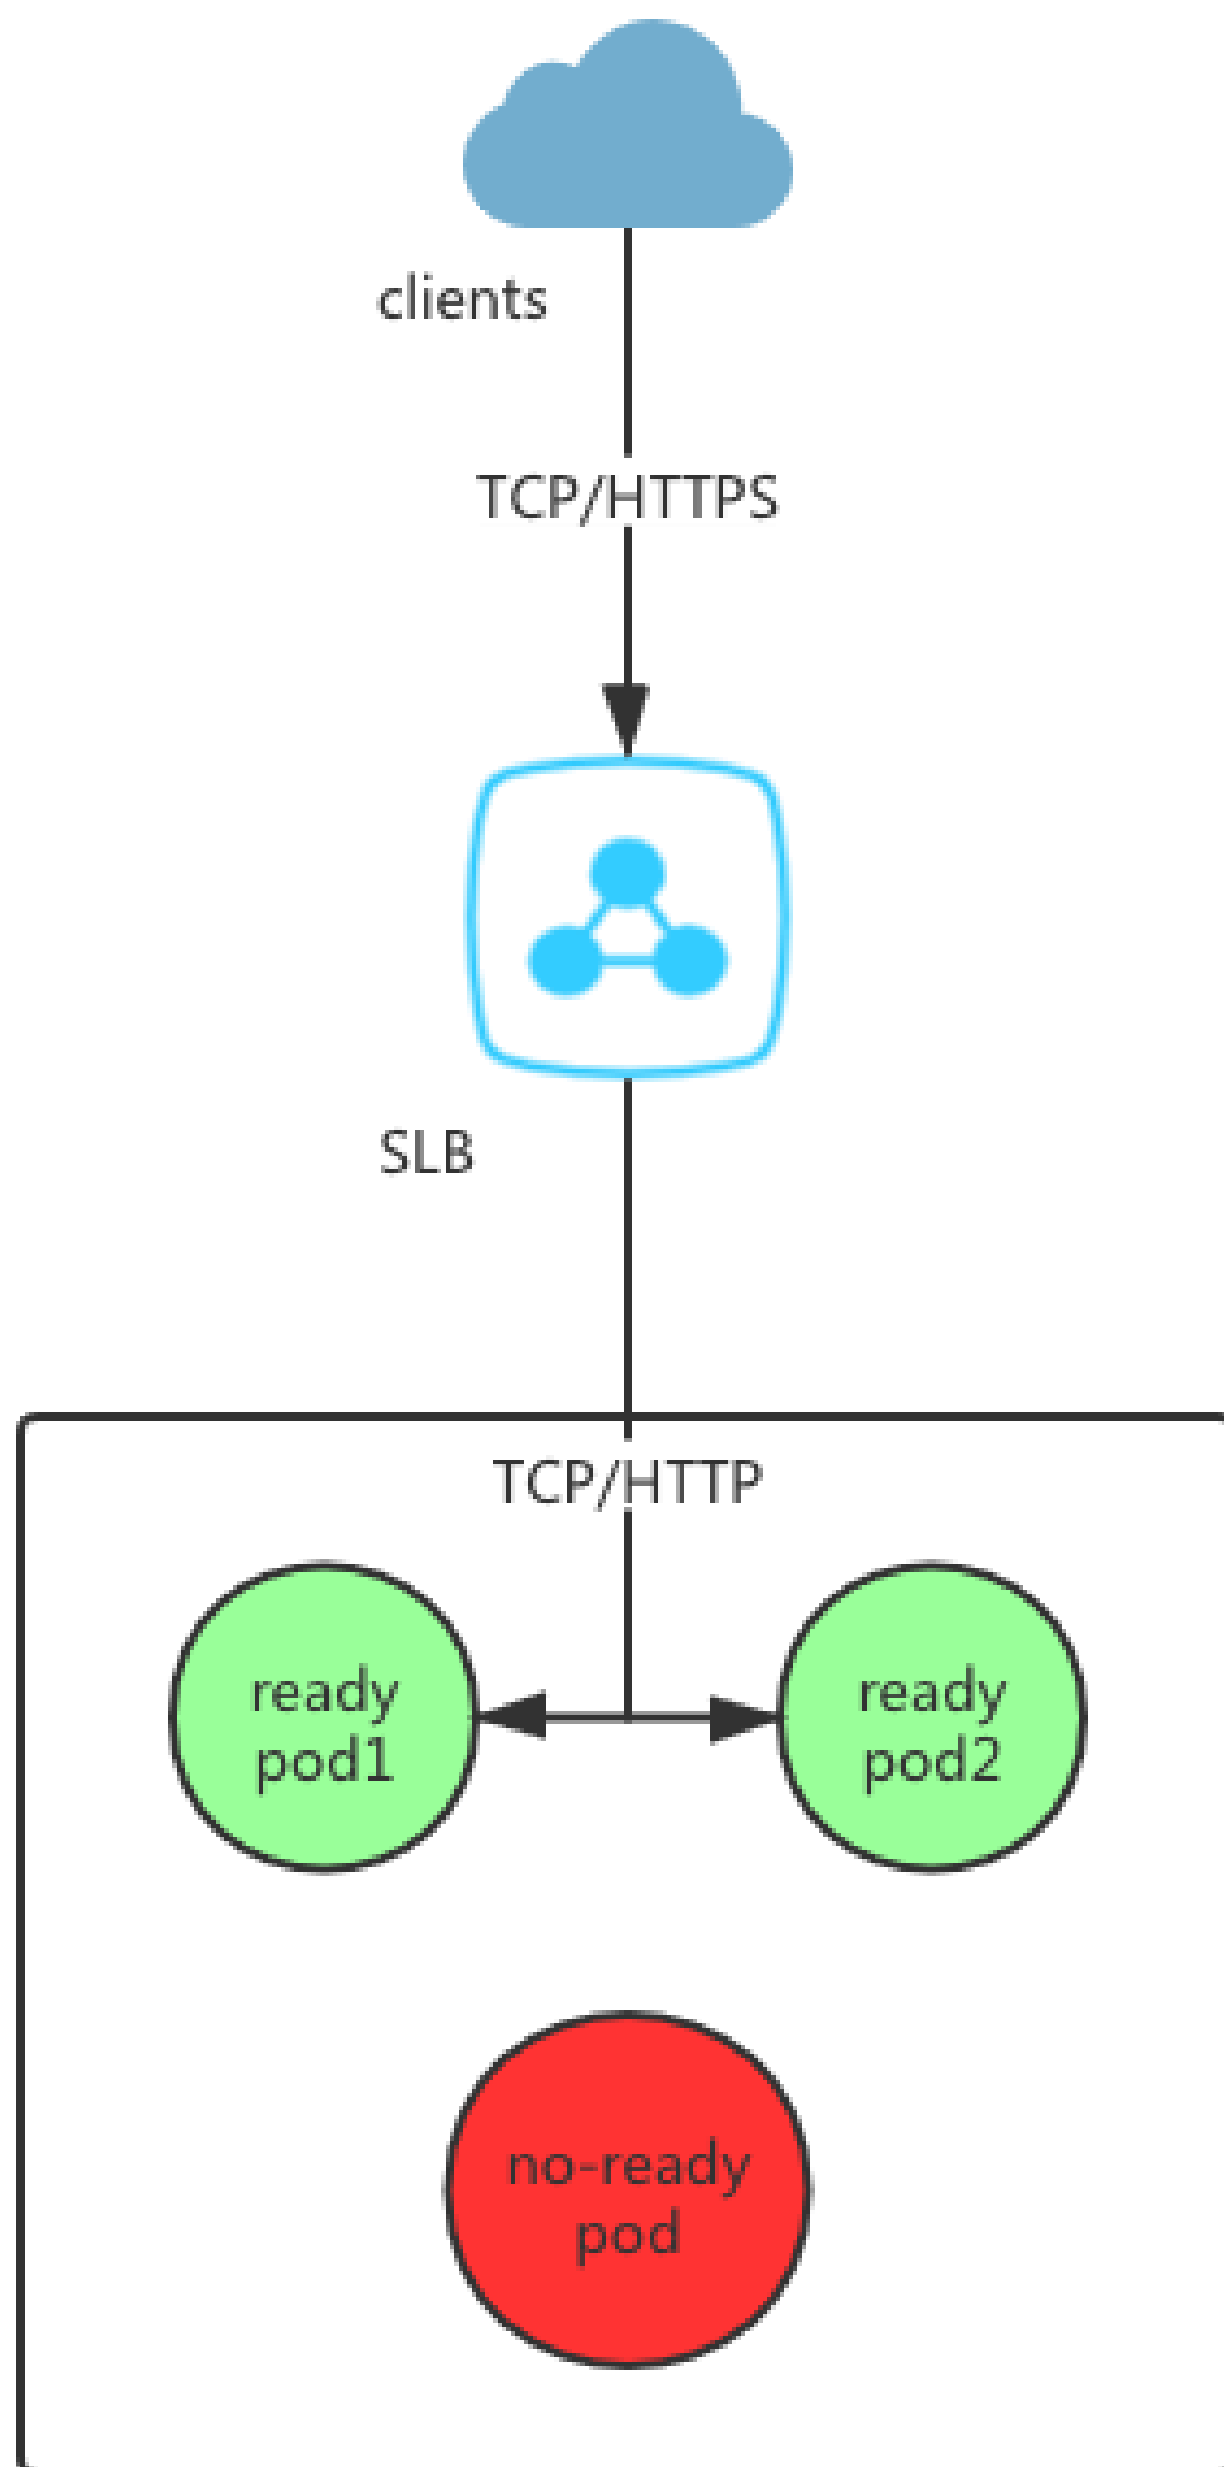 clients
TCP/HTTPS
SLB
TCP/HTTP
ready
pod1
ready
pod2
no-ready
pod